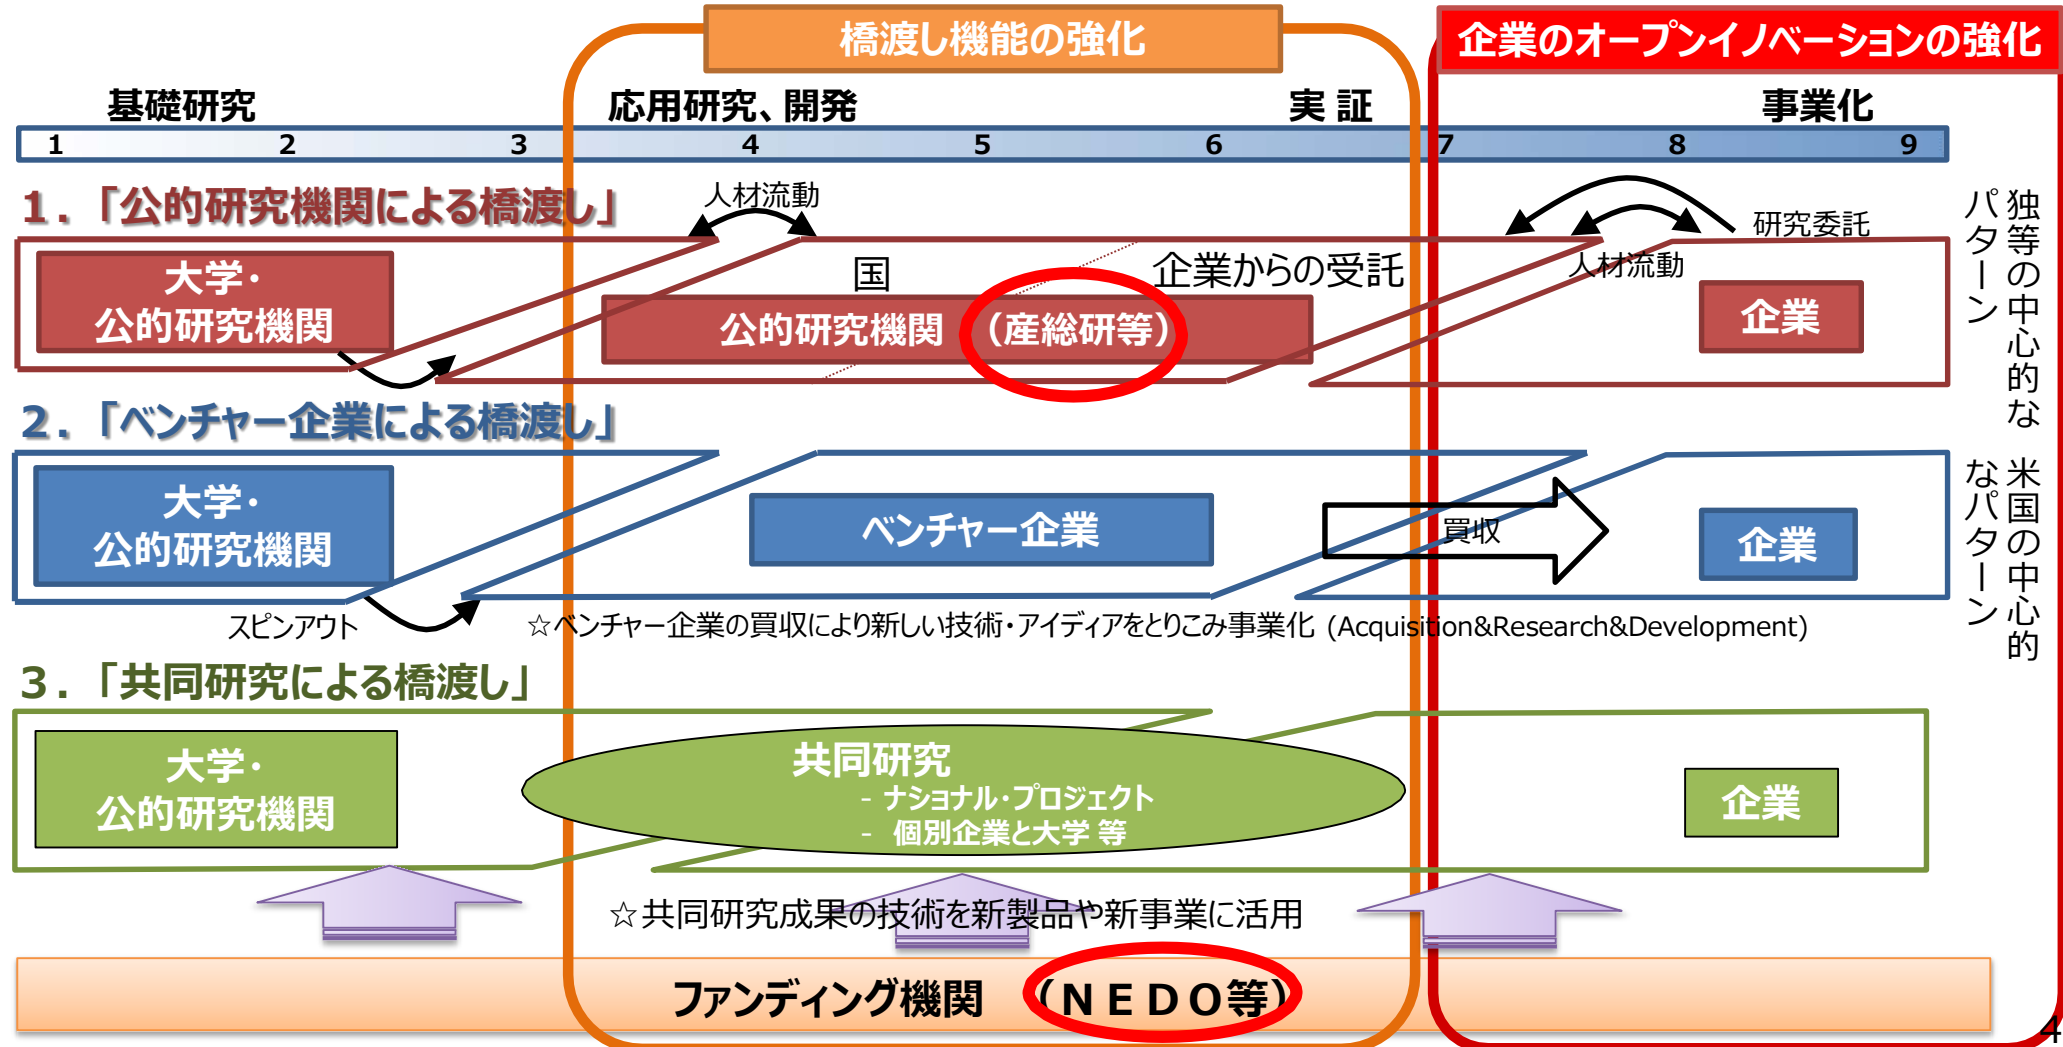 橋渡し機能の強化
企業のオープンイノベーションの強化
基礎研究
応用研究、開発
実 証
事業化
1 2 3 4 5 6 7 8 9
1.「公的研究機関による橋渡し」
人材流動
研究委託
人材流動
大学・
公的研究機関
国
企業からの受託
公的研究機関 (産総研等)
企業
独等の中心的な
パターン
2.「ベンチャー企業による橋渡し」
大学・
公的研究機関
ベンチャー企業
買収
企業
米国の中心的
なパターン
スピンアウト
☆ベンチャー企業の買収により新しい技術・アイディアをとりこみ事業化 (Acquisition&Research&Development)
3.「共同研究による橋渡し」
大学・
公的研究機関
共同研究
- ナショナル・プロジェクト
- 個別企業と大学 等
企業
☆共同研究成果の技術を新製品や新事業に活用
ファンディング機関 (NEDO等)
4